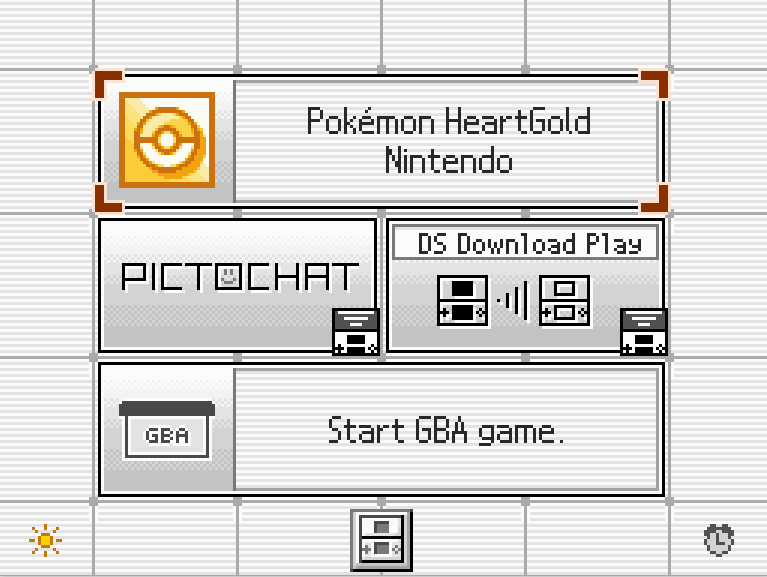 Pokémon HeartGold
Nintendo
PICTOCHAT
DS Download Play
GBA
Start GBA game.